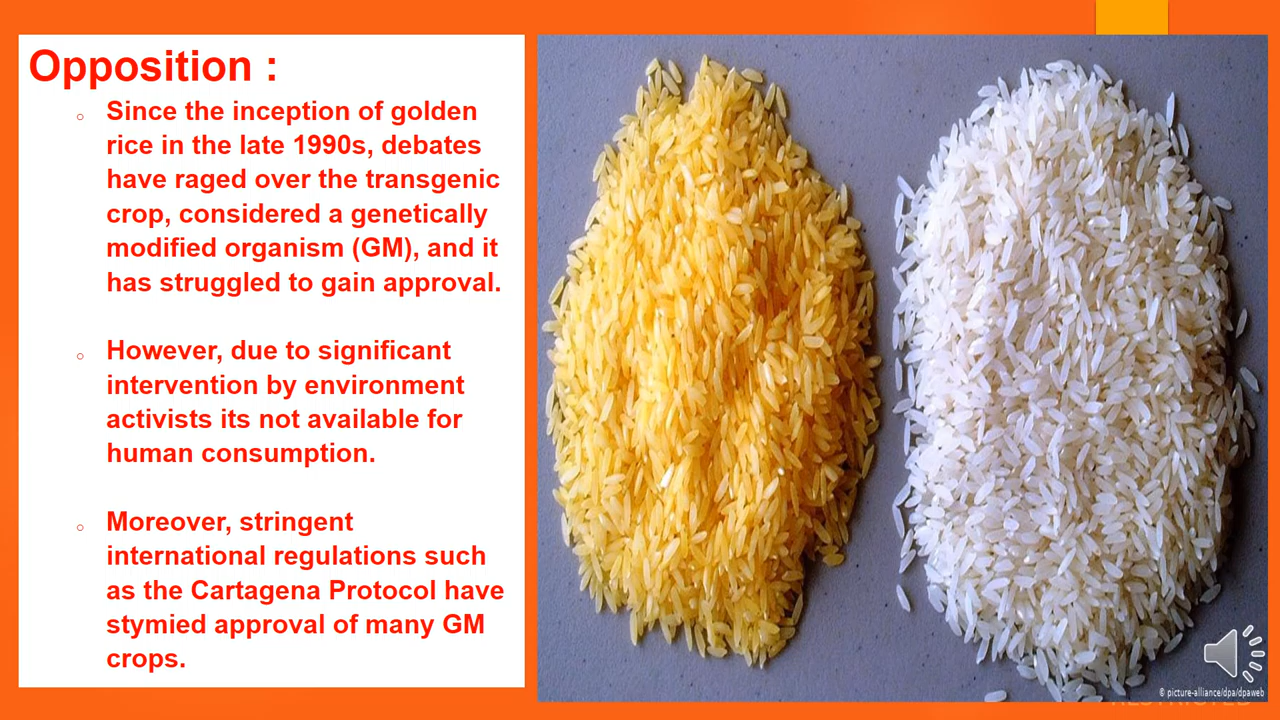 Opposition :
○ Since the inception of golden
rice in the late 1990s, debates
have raged over the transgenic
crop, considered a genetically
modified organism (GM), and it
has struggled to gain approval.
○ However, due to significant
intervention by environment
activists its not available for
human consumption.
○ Moreover, stringent
international regulations such
as the Cartagena Protocol have
stymied approval of many GM
crops.
© picture-alliance/dpa/dpaweb
RESTRICTED